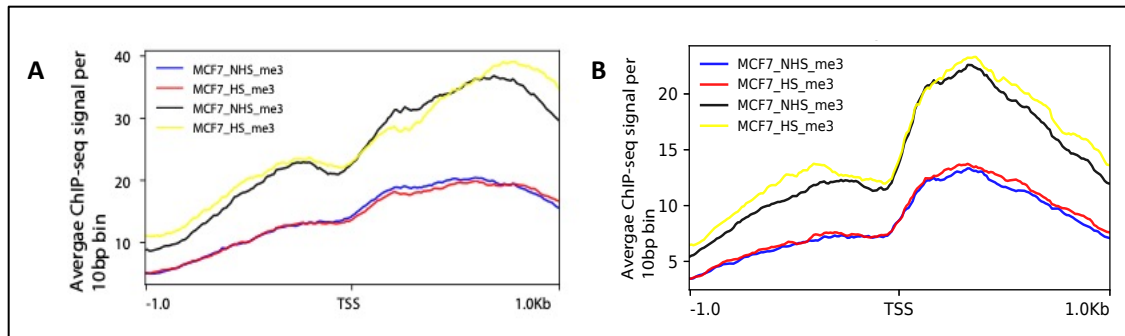 A
Avergae ChIP-seq signal per
10bp bin
40
30
20
10
MCF7_NHS_me3
MCF7_HS_me3
MCF7_NHS_me3
MCF7_HS_me3
-1.0
TSS
1.0Kb
B
Avergae ChIP-seq signal per
10bp bin
20
15
10
5
MCF7_NHS_me3
MCF7_HS_me3
MCF7_NHS_me3
MCF7_HS_me3
-1.0
TSS
1.0Kb